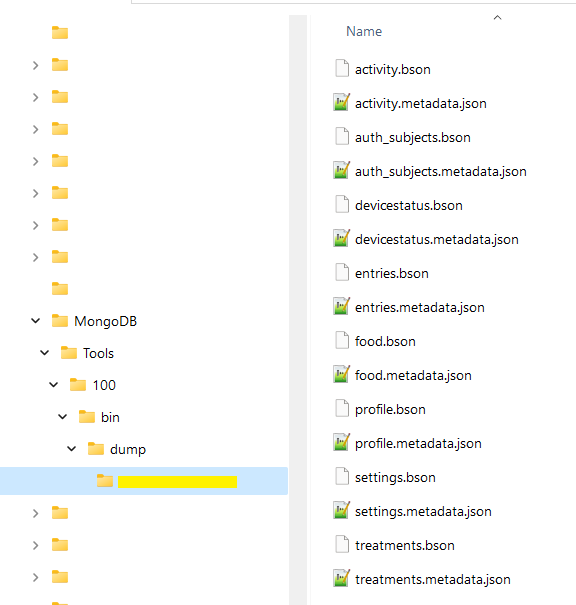 MongoDB
Tools
100
bin
dump
Name
activity.bson
activity.metadata.json
auth_subjects.bson
auth_subjects.metadata.json
devicestatus.bson
devicestatus.metadata.json
entries.bson
entries.metadata.json
food.bson
food.metadata.json
profile.bson
profile.metadata.json
settings.bson
settings.metadata.json
treatments.bson
treatments.metadata.json